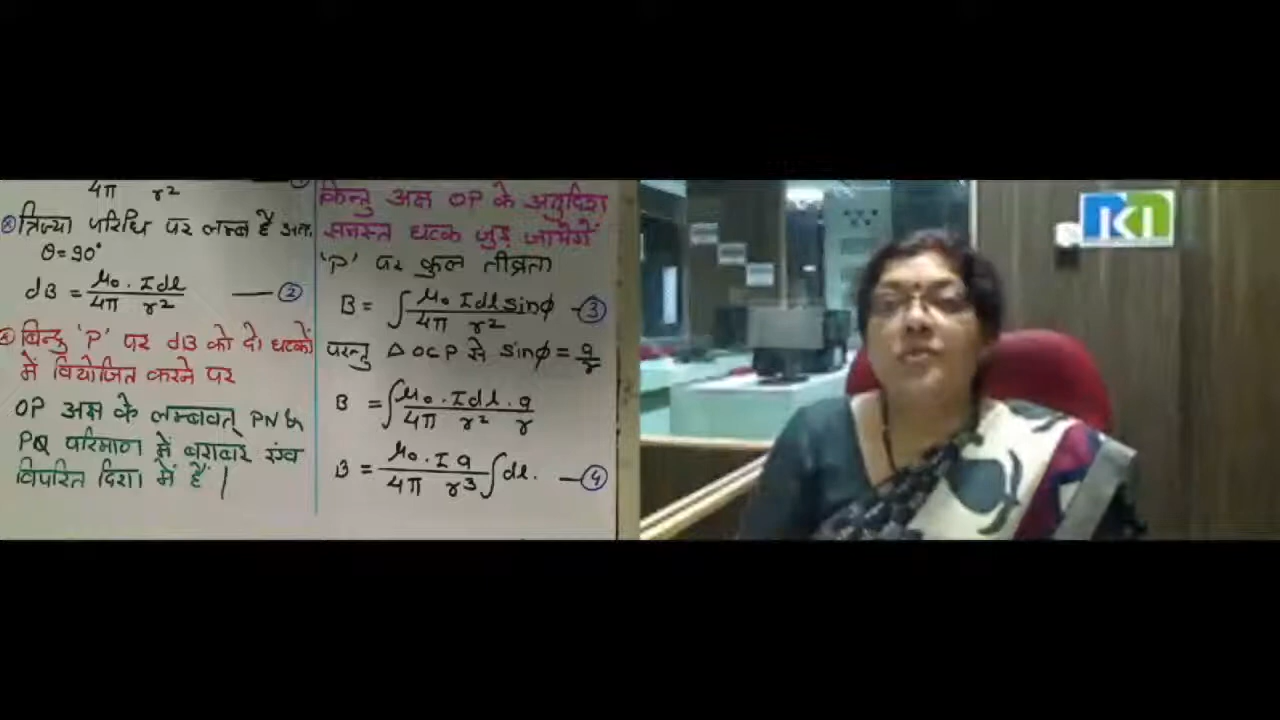 4π r²
त्रिज्या परिधि पर लम्ब है अतः
θ=90°
dB = μ₀ . Idl —②
4π r²
बिन्दु 'P' पर dB को दो घटकों
में वियोजित करने पर
OP अक्ष के लम्बवत् PN &
PQ परिमाण में बराबर एंव
विपरित दिशा में हैं |
किन्तु अक्ष OP के अनुदिश
समस्त घटक जुड़ जायेंगें
'P' पर कुल तीव्रता
B = ∫ μ₀ Idl sinϕ —③
4π r²
परन्तु △ OCP से sinϕ = a/r
B = ∫ μ₀ . Idl . a
4π r² r
B = μ₀ . I a ∫ dl. —④
4π r³
RKN